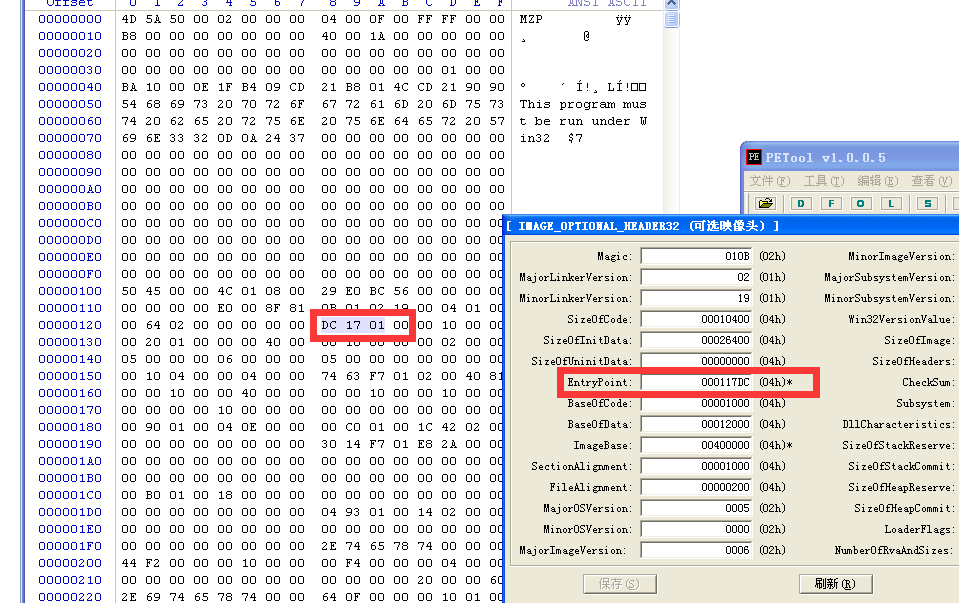 Offset 0 1 2 3 4 5 6 7 8 9 A B C D E F ANSI ASCII
00000000 4D 5A 50 00 02 00 00 00 04 00 0F 00 FF FF 00 00 MZP ÿÿ
00000010 B8 00 00 00 00 00 00 00 40 00 1A 00 00 00 00 00 ¸ @
00000020 00 00 00 00 00 00 00 00 00 00 00 00 00 00 00 00
00000030 00 00 00 00 00 00 00 00 00 00 00 00 00 01 00 00
00000040 BA 10 00 0E 1F B4 09 CD 21 B8 01 4C CD 21 90 90 º ´ Í!¸ LÍ!□□
00000050 54 68 69 73 20 70 72 6F 67 72 61 6D 20 6D 75 73 This program mus
00000060 74 20 62 65 20 72 75 6E 20 75 6E 64 65 72 20 57 t be run under W
00000070 69 6E 33 32 0D 0A 24 37 00 00 00 00 00 00 00 00 in32 $7
00000080 00 00 00 00 00 00 00 00 00 00 00 00 00 00 00 00
00000090 00 00 00 00 00 00 00 00 00 00 00 00 00 00 00 00
000000A0 00 00 00 00 00 00 00 00 00 00 00 00 00 00 00 00
000000B0 00 00 00 00 00 00 00 00 00 00 00 00 00 00 00 00
000000C0 00 00 00 00 00 00 00 00 00 00 00 00 00 00 00 00
000000D0 00 00 00 00 00 00 00 00 00 00 00 00 00 00 00 00
000000E0 00 00 00 00 00 00 00 00 00 00 00 00 00 00 00 00
000000F0 00 00 00 00 00 00 00 00 00 00 00 00 00 00 00 00
00000100 50 45 00 00 4C 01 08 00 29 E0 BC 56 00 00 00 00
00000110 00 00 00 00 E0 00 8F 81 0B 01 02 19 00 04 01 00
00000120 00 64 02 00 00 00 00 00 DC 17 01 00 00 10 00 00
00000130 00 20 01 00 00 00 40 00 00 10 00 00 00 02 00 00
00000140 05 00 00 00 06 00 00 00 05 00 00 00 00 00 00 00
00000150 00 10 04 00 00 04 00 00 74 63 F7 01 02 00 40 81
00000160 00 00 10 00 00 40 00 00 00 00 10 00 00 10 00 00
00000170 00 00 00 00 10 00 00 00 00 00 00 00 00 00 00 00
00000180 00 90 01 00 04 0E 00 00 00 C0 01 00 1C 42 02 00
00000190 00 00 00 00 00 00 00 00 30 14 F7 01 E8 2A 00 00
000001A0 00 00 00 00 00 00 00 00 00 00 00 00 00 00 00 00
000001B0 00 00 00 00 00 00 00 00 00 00 00 00 00 00 00 00
000001C0 00 B0 01 00 18 00 00 00 00 00 00 00 00 00 00 00
000001D0 00 00 00 00 00 00 00 00 04 93 01 00 14 02 00 00
000001E0 00 00 00 00 00 00 00 00 00 00 00 00 00 00 00 00
000001F0 00 00 00 00 00 00 00 00 2E 74 65 78 74 00 00 00
00000200 44 F2 00 00 00 10 00 00 00 F4 00 00 00 04 00 00
00000210 00 00 00 00 00 00 00 00 00 00 00 00 20 00 00 60
00000220 2E 69 74 65 78 74 00 00 64 0F 00 00 00 10 01 00
PE PETool v1.0.0.5
文件(F) 工具(T) 编辑(E) 查看(V)
D F O L S
[ IMAGE_OPTIONAL_HEADER32 (可选映像头) ]
Magic: 010B (02h) MinorImageVersion:
MajorLinkerVersion: 02 (01h) MajorSubsystemVersion:
MinorLinkerVersion: 19 (01h) MinorSubsystemVersion:
SizeOfCode: 00010400 (04h) Win32VersionValue:
SizeOfInitData: 00026400 (04h) SizeOfImage:
SizeOfUninitData: 00000000 (04h) SizeOfHeaders:
EntryPoint: 000117DC (04h)* CheckSum:
BaseOfCode: 00001000 (04h) Subsystem:
BaseOfData: 00012000 (04h) DllCharacteristics:
ImageBase: 00400000 (04h)* SizeOfStackReserve:
SectionAlignment: 00001000 (04h) SizeOfStackCommit:
FileAlignment: 00000200 (04h) SizeOfHeapReserve:
MajorOSVersion: 0005 (02h) SizeOfHeapCommit:
MinorOSVersion: 0000 (02h) LoaderFlags:
MajorImageVersion: 0006 (02h) NumberOfRvaAndSizes:
保存(S) 刷新(R)